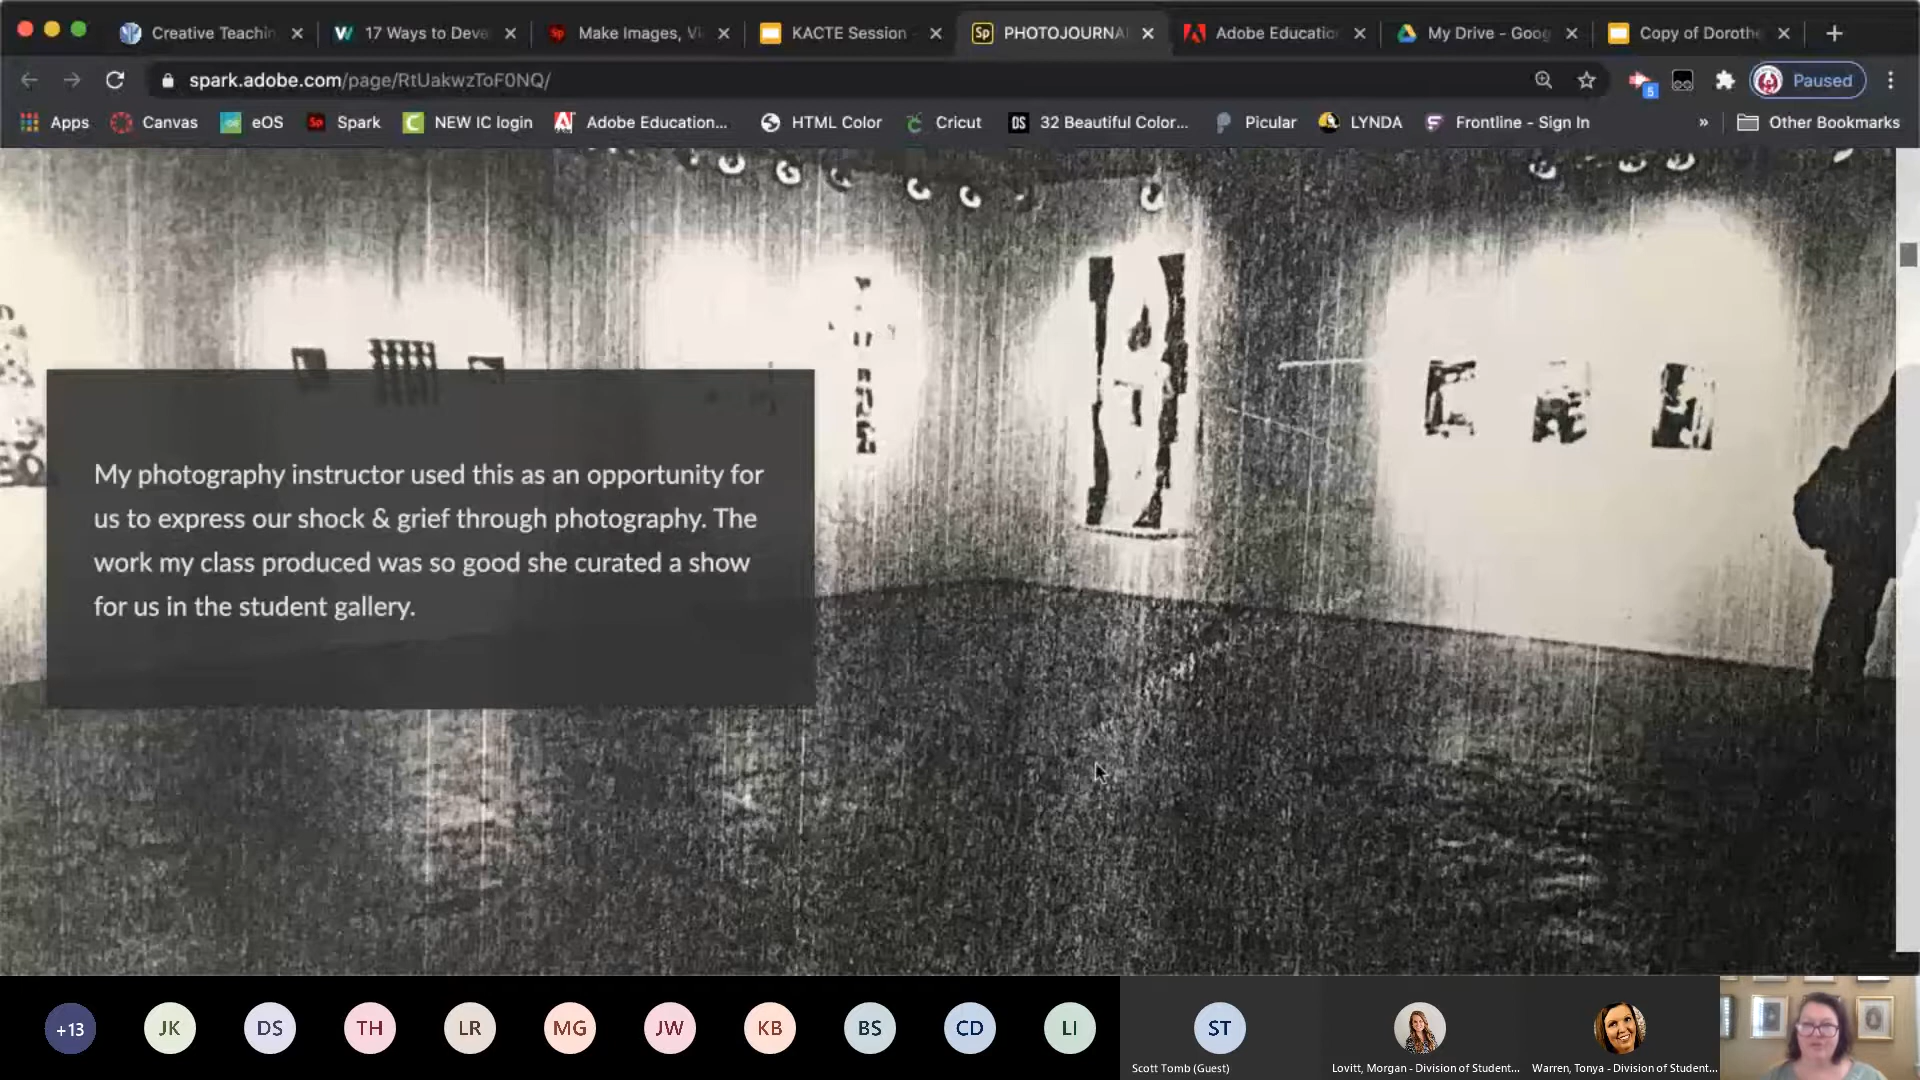 Creative Teachin
17 Ways to Deve
Make Images, Vi
KACTE Session -
PHOTOJOURNA
Adobe Educatio
My Drive - Goog
Copy of Dorothe
spark.adobe.com/page/RtUakwzToF0NQ/
5
Paused
Apps
Canvas
eOS
Sp Spark
NEW IC login
Adobe Education...
HTML Color
Cricut
DS 32 Beautiful Color...
Picular
LYNDA
Frontline - Sign In
»
Other Bookmarks
My photography instructor used this as an opportunity for
us to express our shock & grief through photography. The
work my class produced was so good she curated a show
for us in the student gallery.
+13
JK
DS
TH
LR
MG
JW
KB
BS
CD
LI
ST
Scott Tomb (Guest)
Lovitt, Morgan - Division of Student...
Warren, Tonya - Division of Student...